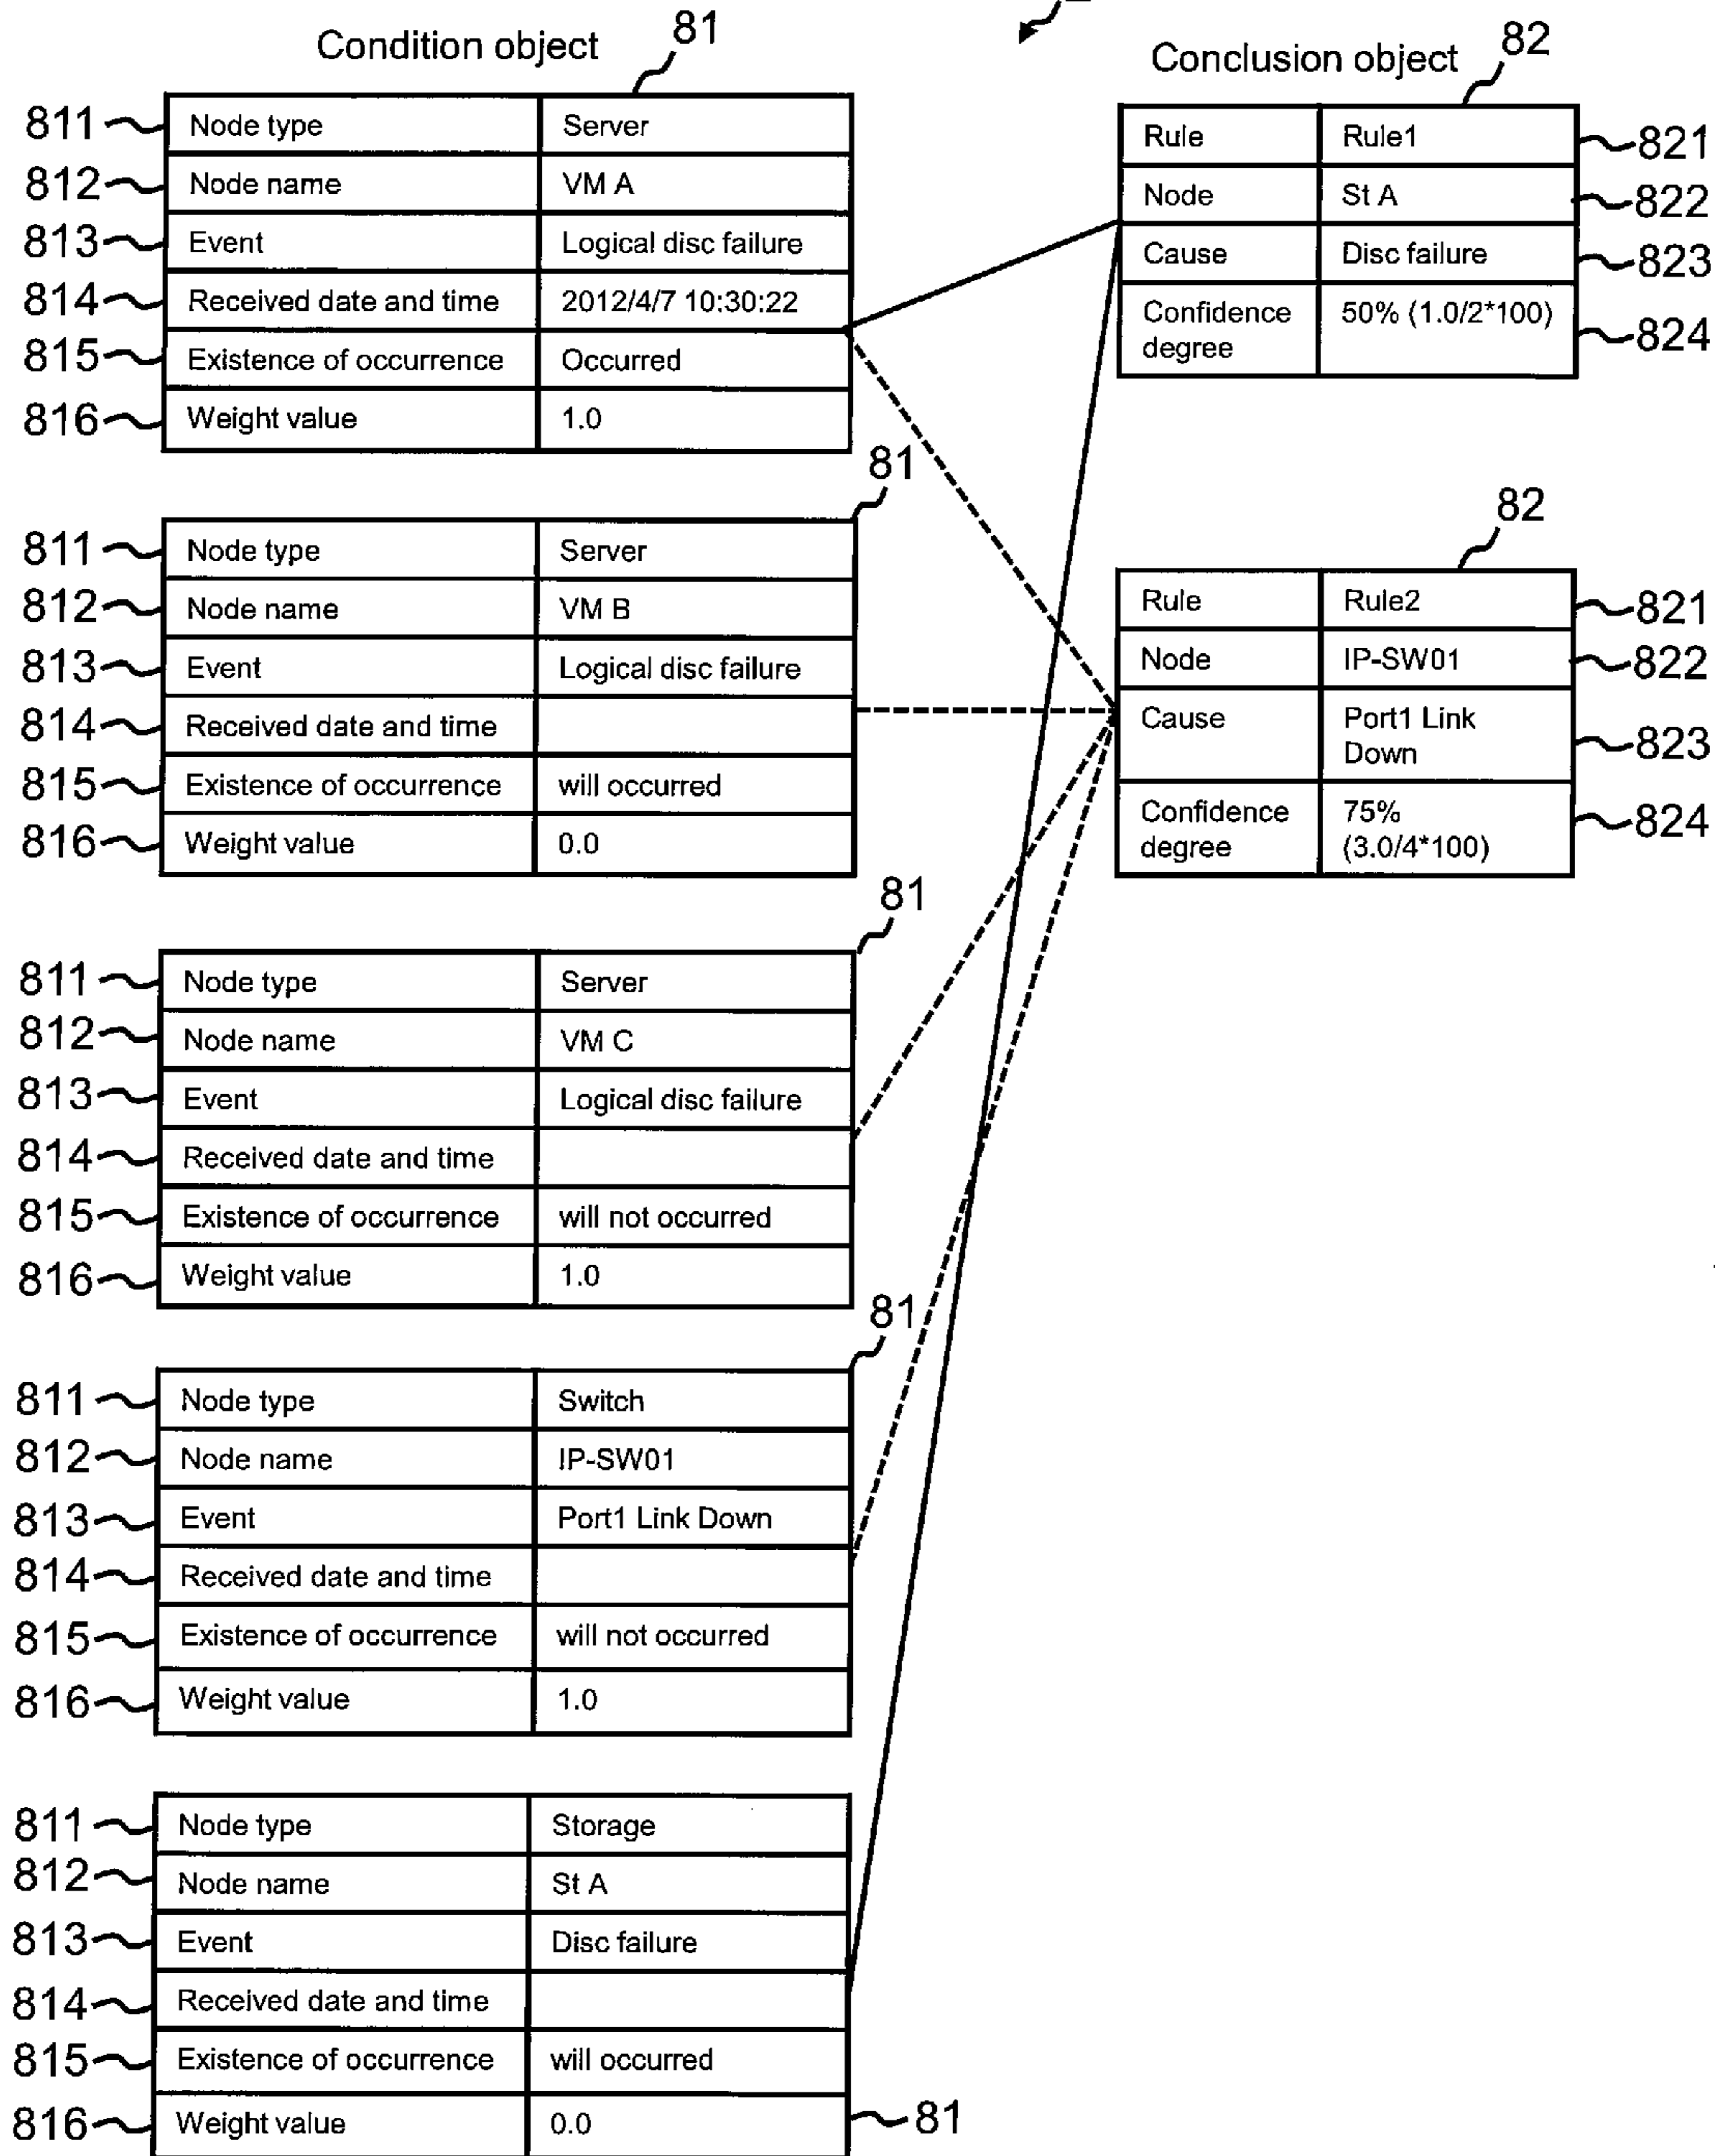 Condition object 81
811 Node type Server
812 Node name VM A
813 Event Logical disc failure
814 Received date and time 2012/4/7 10:30:22
815 Existence of occurrence Occurred
816 Weight value 1.0
81
811 Node type Server
812 Node name VM B
813 Event Logical disc failure
814 Received date and time
815 Existence of occurrence will occurred
816 Weight value 0.0
81
811 Node type Server
812 Node name VM C
813 Event Logical disc failure
814 Received date and time
815 Existence of occurrence will not occurred
816 Weight value 1.0
81
811 Node type Switch
812 Node name IP-SW01
813 Event Port1 Link Down
814 Received date and time
815 Existence of occurrence will not occurred
816 Weight value 1.0
811 Node type Storage
812 Node name St A
813 Event Disc failure
814 Received date and time
815 Existence of occurrence will occurred
816 Weight value 0.0 81
Conclusion object 82
Rule Rule1 821
Node St A 822
Cause Disc failure 823
Confidence 50% (1.0/2*100) 824
degree
82
Rule Rule2 821
Node IP-SW01 822
Cause Port1 Link 823
Down
Confidence 75% 824
degree (3.0/4*100)